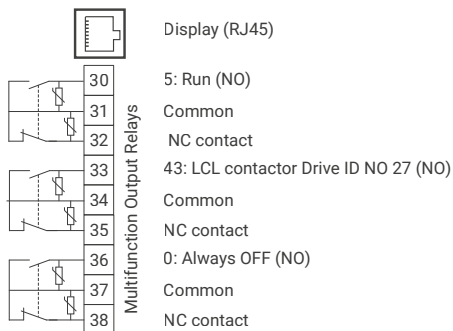 Display (RJ45)
30 5: Run (NO)
31 Common
32 NC contact
33 43: LCL contactor Drive ID NO 27 (NO)
34 Common
35 NC contact
36 0: Always OFF (NO)
37 Common
38 NC contact
Multifunction Output Relays